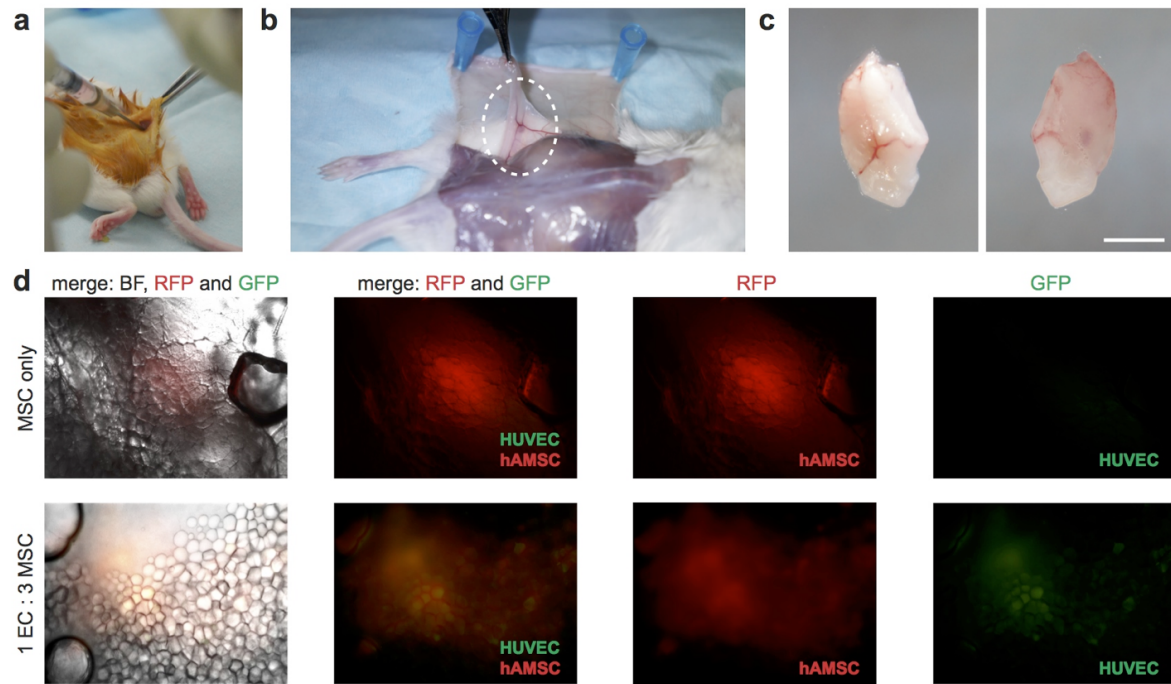 a
b
c
d
merge: BF, RFP and GFP
merge: RFP and GFP
RFP
GFP
MSC only
HUVEC
hAMSC
hAMSC
HUVEC
1 EC : 3 MSC
HUVEC
hAMSC
hAMSC
HUVEC